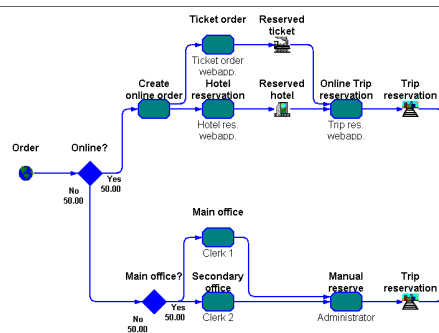 Ticket order
Reserved
ticket
Ticket order
webapp.
Create
online order
Hotel
reservation
Reserved
hotel
Online Trip
reservation
Trip
reservation
Hotel res.
webapp.
Trip res.
webapp.
Order
Online?
Yes
50.00
No
50.00
Main office
Clerk 1
Main office?
Secondary
office
Manual
reserve
Trip
reservation
Yes
50.00
Clerk 2
Administrator
No
50.00